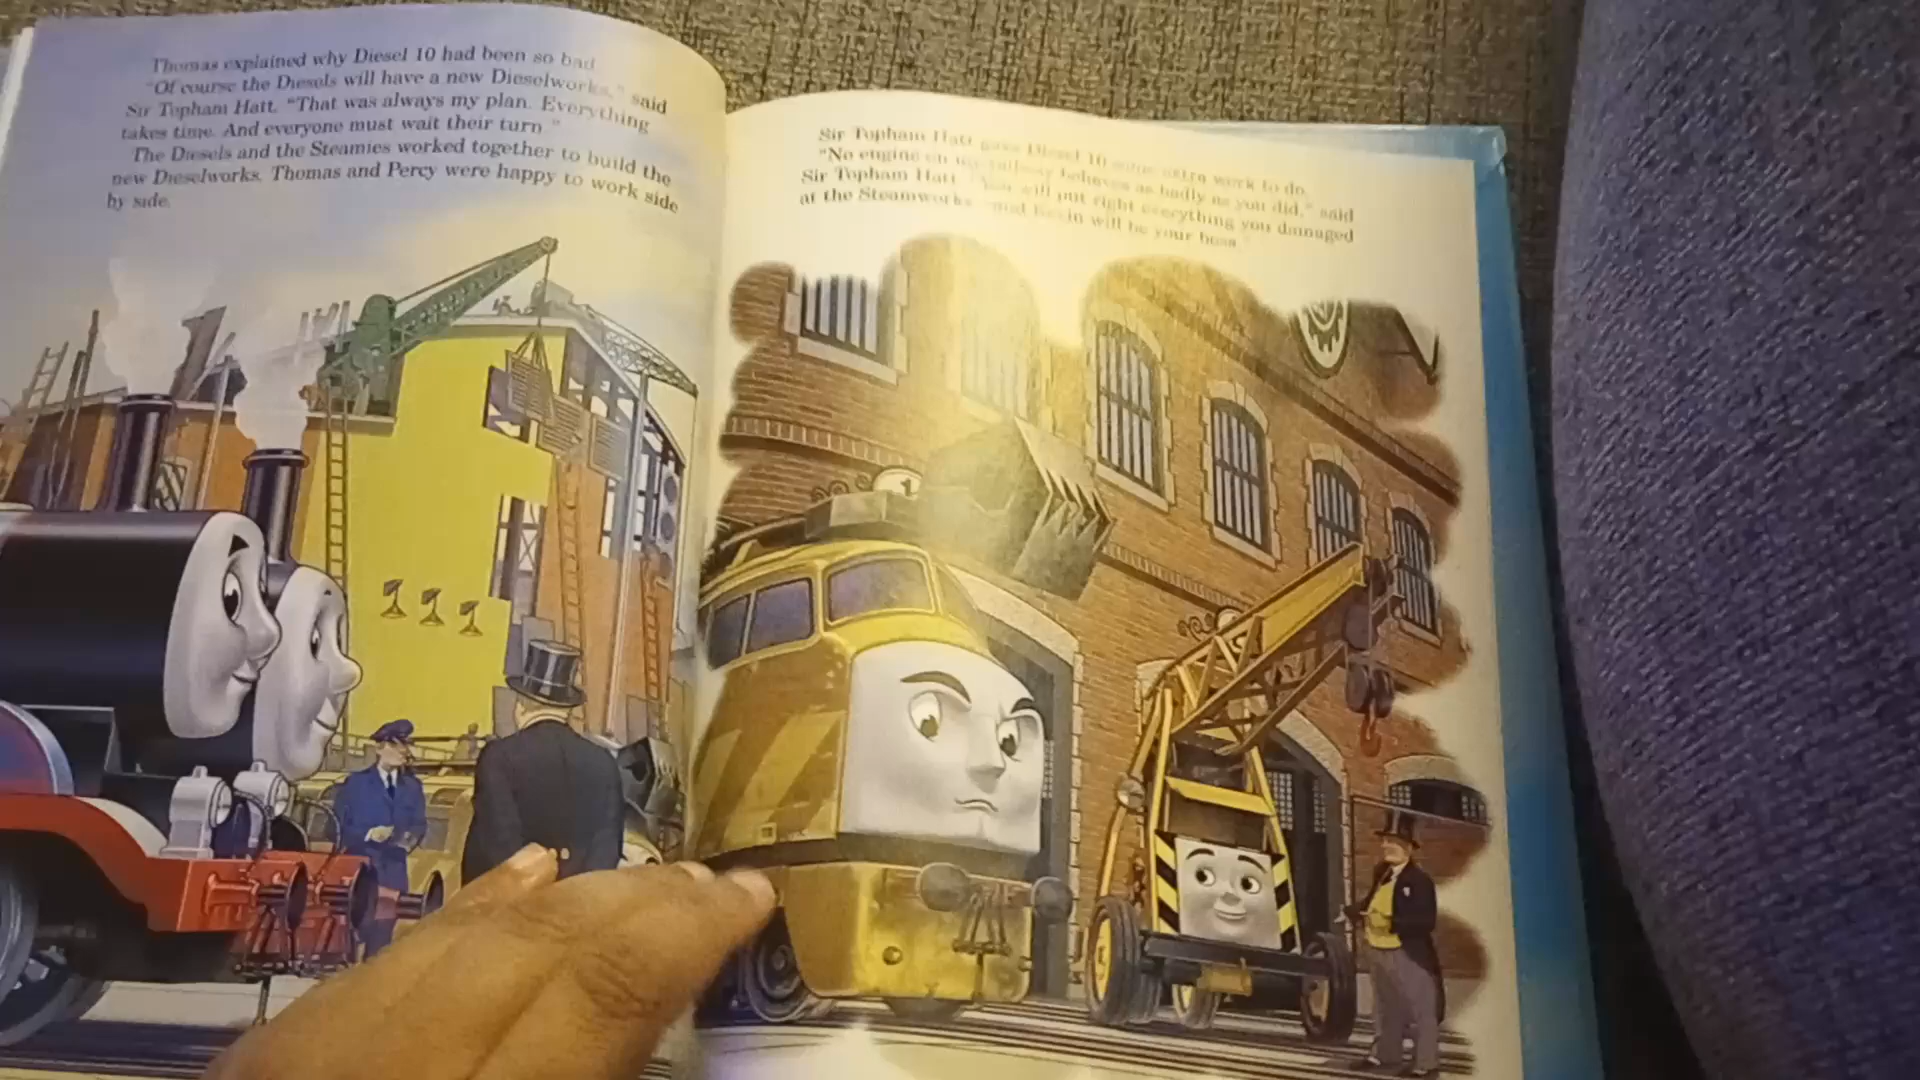 Thomas explained why Diesel 10 had been so bad.
"Of course the Diesels will have a new Dieselworks," said
Sir Topham Hatt. "That was always my plan. Everything
takes time. And everyone must wait their turn."
The Diesels and the Steamies worked together to build the
new Dieselworks. Thomas and Percy were happy to work side
by side.
Sir Topham Hatt gave Diesel 10 some extra work to do.
"No engine on my railway behaves as badly as you did," said
Sir Topham Hatt. "You will put right everything you damaged
at the Steamworks and Kevin will be your boss."
1